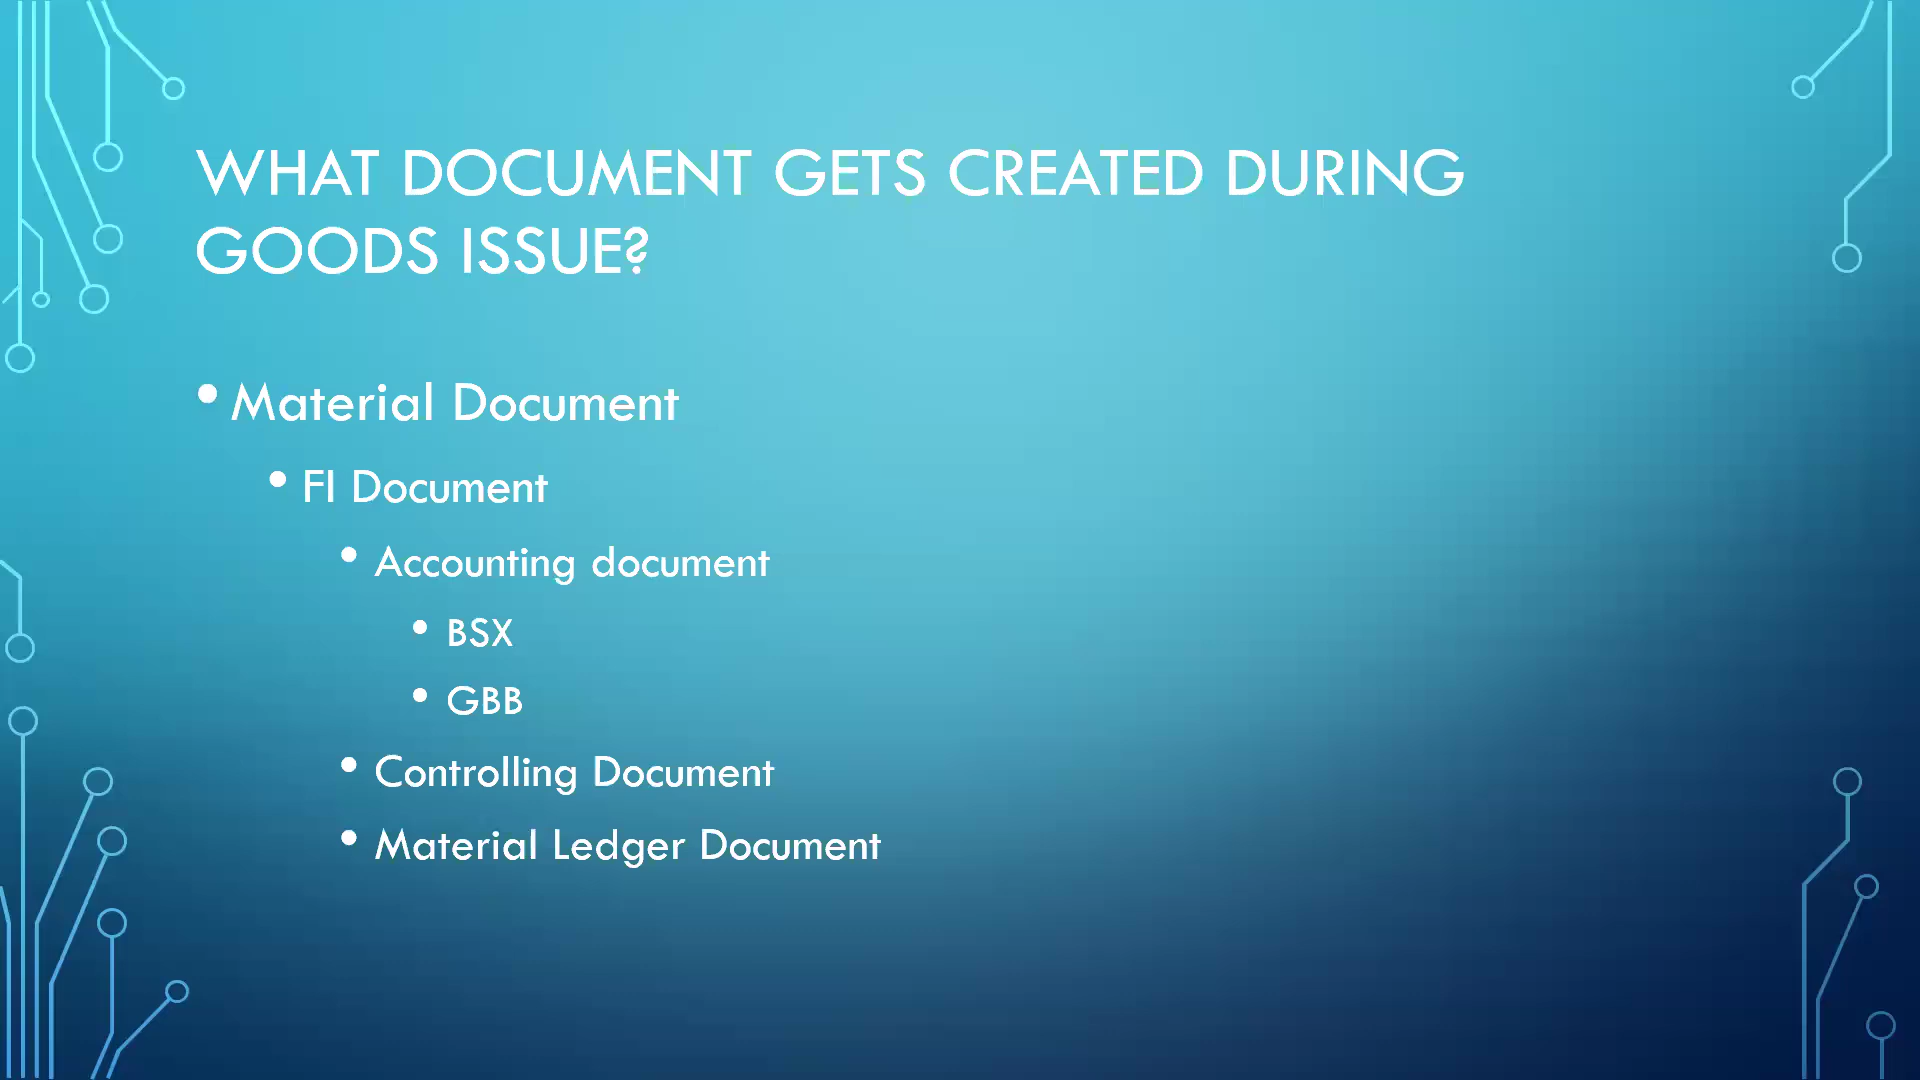 WHAT DOCUMENT GETS CREATED DURING
GOODS ISSUE?
• Material Document
• FI Document
• Accounting document
• BSX
• GBB
• Controlling Document
• Material Ledger Document